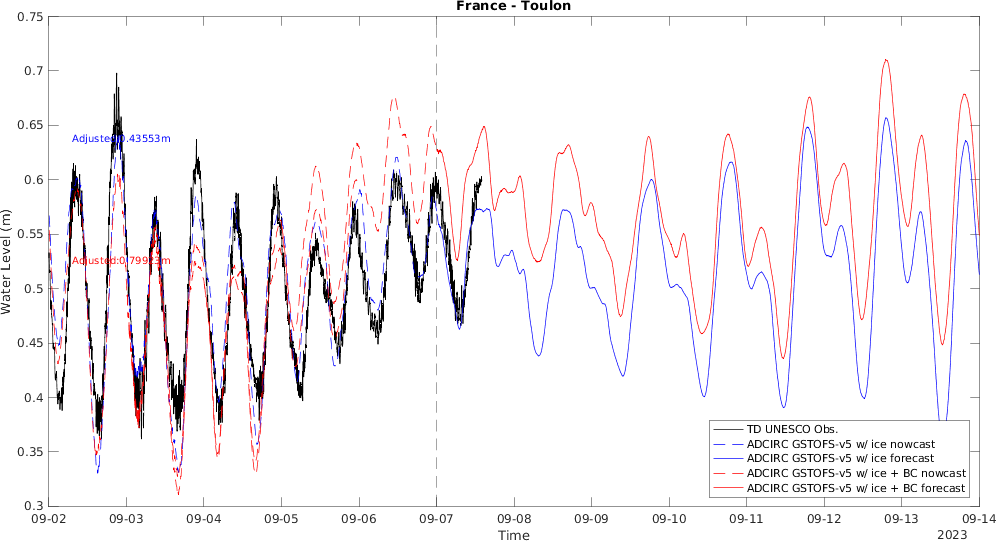 France - Toulon
0.75
0.7
0.65
0.6
0.55
0.5
0.45
0.4
0.35
0.3
Water Level (m)
Adjusted:0.43553m
09-02 09-03 09-04 09-05 09-06 09-07 09-08 09-09 09-10 09-11 09-12 09-13 09-14
Time
2023
TD UNESCO Obs.
ADCIRC GSTOFS-v5 w/ ice nowcast
ADCIRC GSTOFS-v5 w/ ice forecast
ADCIRC GSTOFS-v5 w/ ice + BC nowcast
ADCIRC GSTOFS-v5 w/ ice + BC forecast